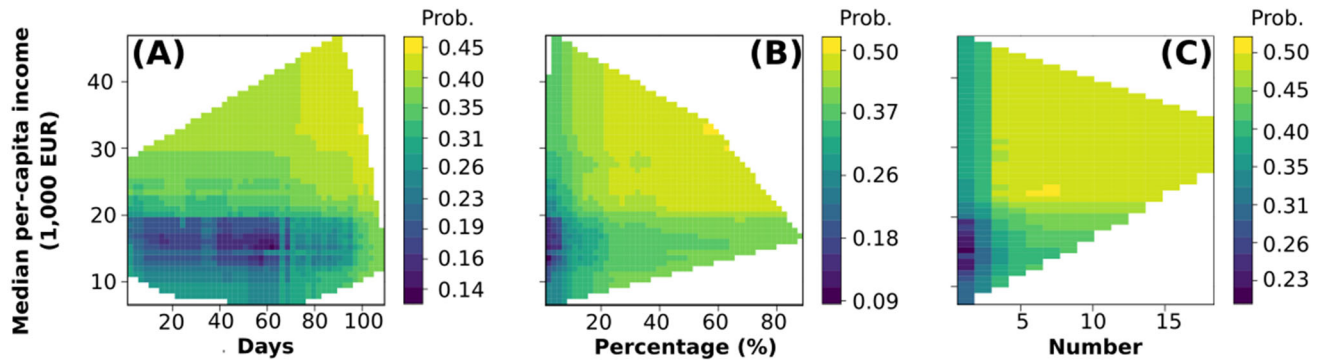 Median per-capita income
(1,000 EUR)
(A)
40
30
20
10
20 40 60 80 100
Days
Prob.
0.45
0.40
0.35
0.31
0.27
0.23
0.19
0.16
0.14
(B)
20 40 60 80
Percentage (%)
Prob.
0.50
0.37
0.26
0.18
0.09
(C)
5 10 15
Number
Prob.
0.50
0.45
0.40
0.35
0.31
0.26
0.23